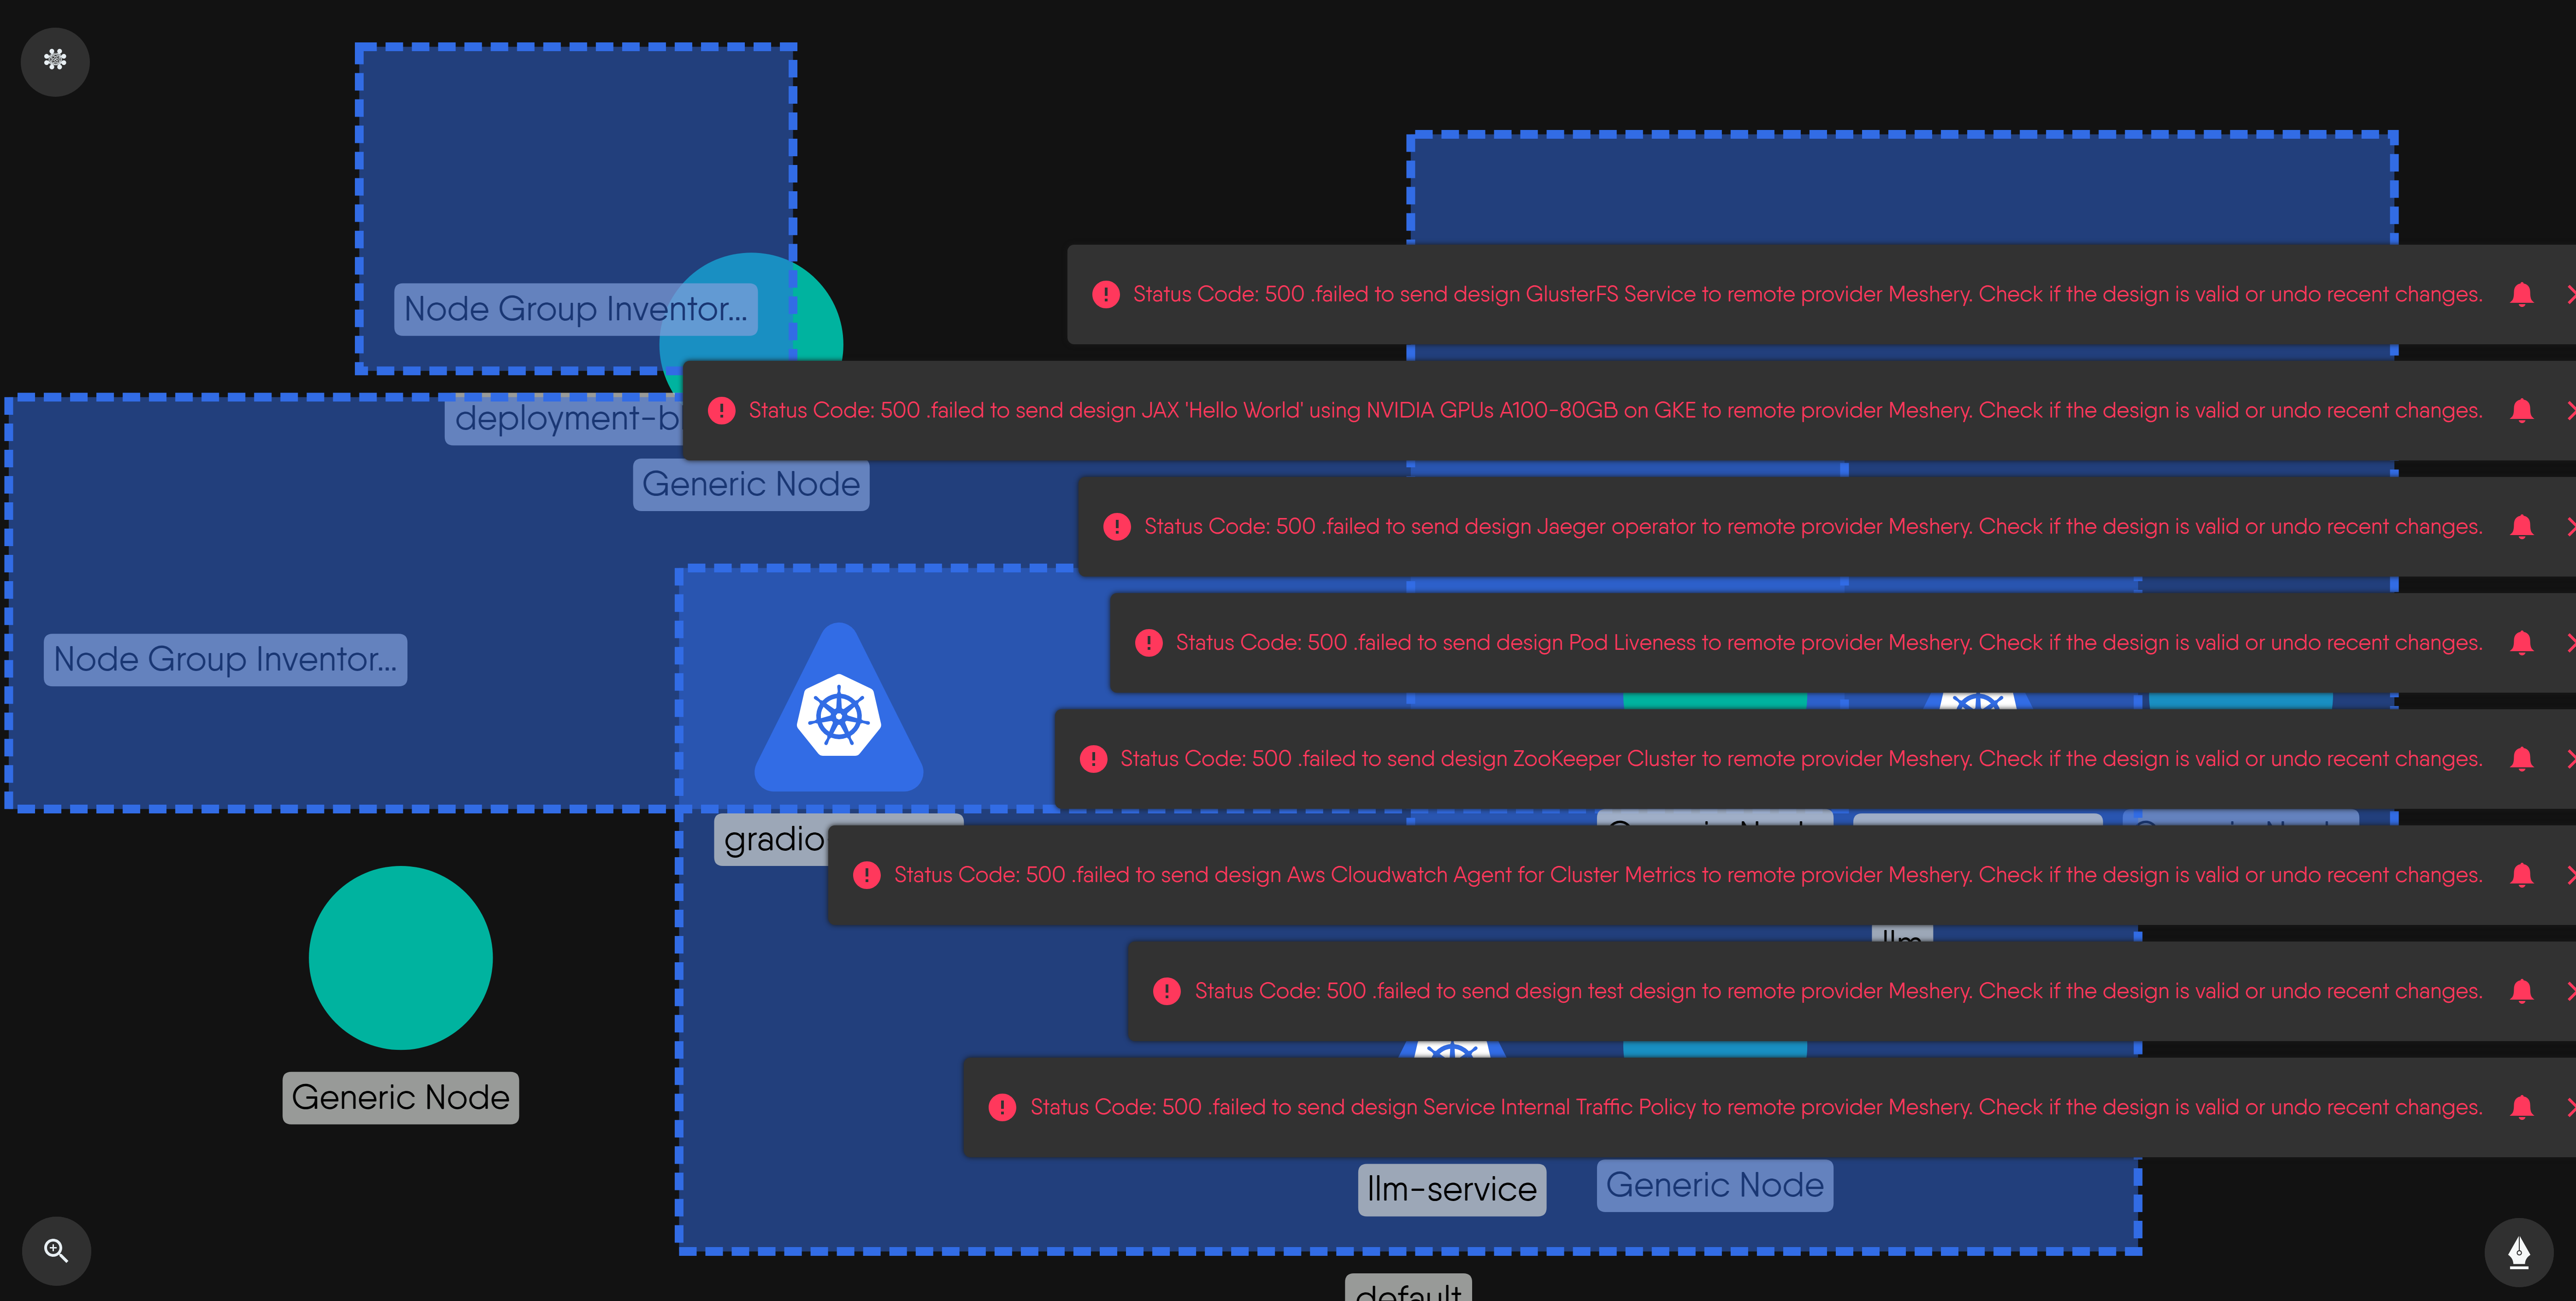 Node Group Inventor...
Status Code: 500 .failed to send design GlusterFS Service to remote provider Meshery. Check if the design is valid or undo recent changes.
deployment-b
Status Code: 500 .failed to send design JAX 'Hello World' using NVIDIA GPUs A100-80GB on GKE to remote provider Meshery. Check if the design is valid or undo recent changes.
Generic Node
Status Code: 500 .failed to send design Jaeger operator to remote provider Meshery. Check if the design is valid or undo recent changes.
Node Group Inventor...
Status Code: 500 .failed to send design Pod Liveness to remote provider Meshery. Check if the design is valid or undo recent changes.
Status Code: 500 .failed to send design ZooKeeper Cluster to remote provider Meshery. Check if the design is valid or undo recent changes.
gradio
Status Code: 500 .failed to send design Aws Cloudwatch Agent for Cluster Metrics to remote provider Meshery. Check if the design is valid or undo recent changes.
llm
Status Code: 500 .failed to send design test design to remote provider Meshery. Check if the design is valid or undo recent changes.
Generic Node
Status Code: 500 .failed to send design Service Internal Traffic Policy to remote provider Meshery. Check if the design is valid or undo recent changes.
llm-service
Generic Node
default